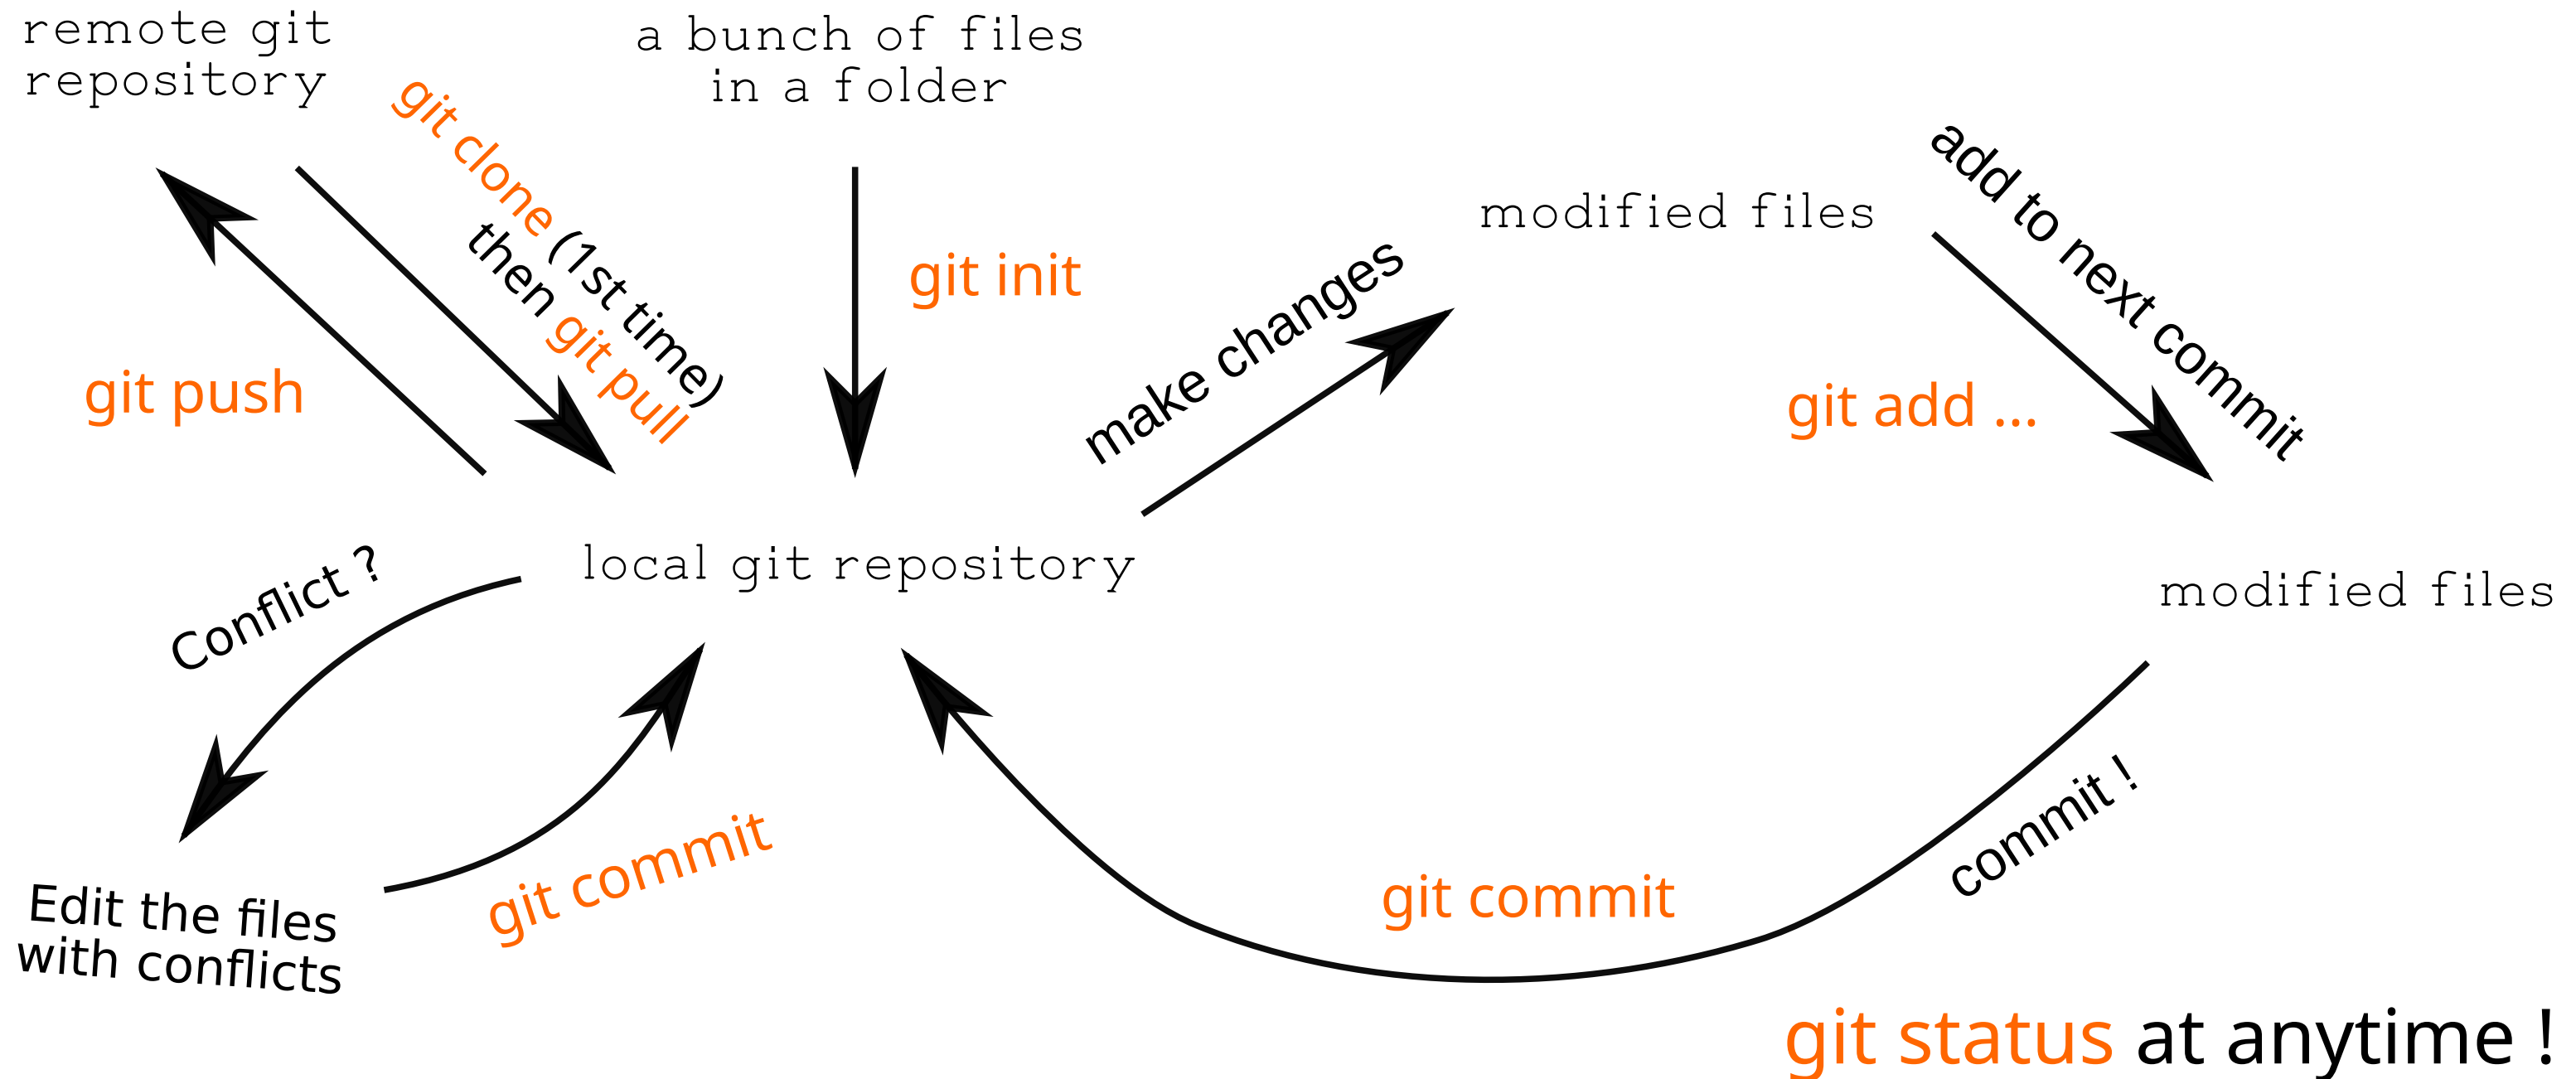 remote git
repository
a bunch of files
in a folder
git clone (1st time)
then git pull
git push
git init
make changes
modified files
add to next commit
git add ...
Conflict ?
local git repository
modified files
git commit
commit !
git commit
Edit the files
with conflicts
git status at anytime !